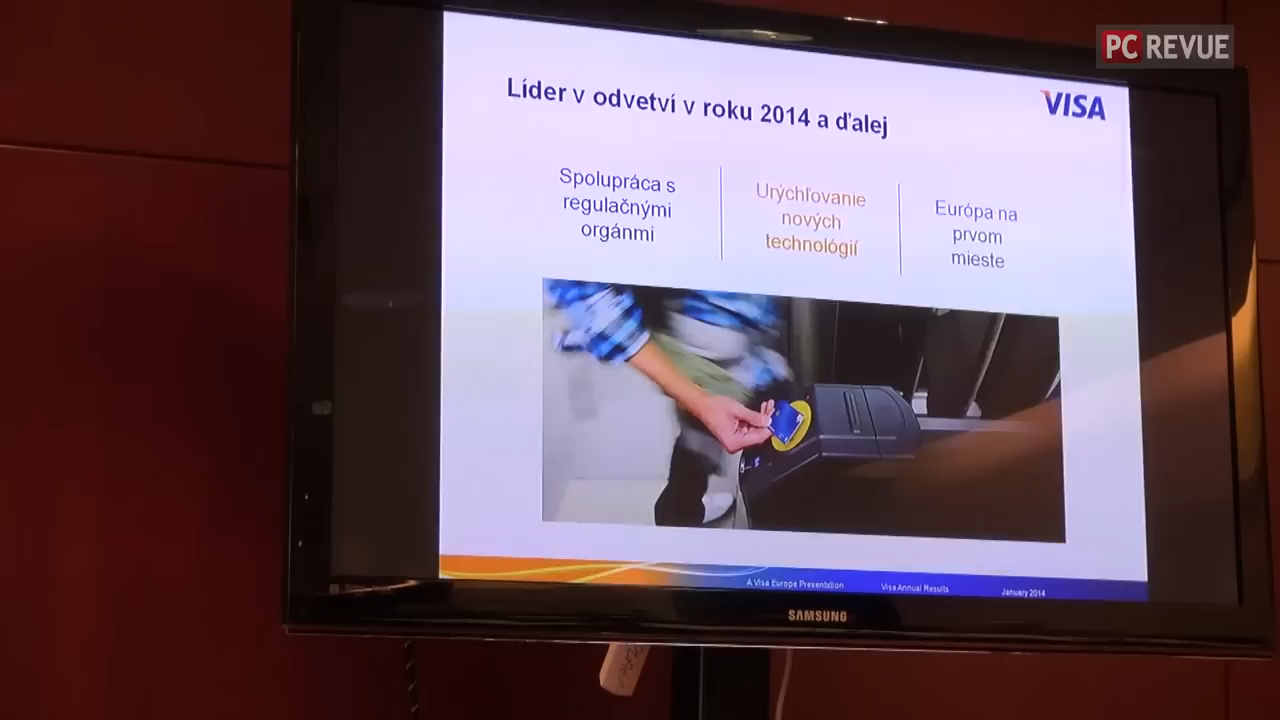 PC REVUE
VISA
Líder v odvetví v roku 2014 a ďalej
Spolupráca s
regulačnými
orgánmi
Urýchľovanie
nových
technológií
Európa na
prvom
mieste
A Visa Europe Presentation
Visa Annual Results
January 2014
SAMSUNG